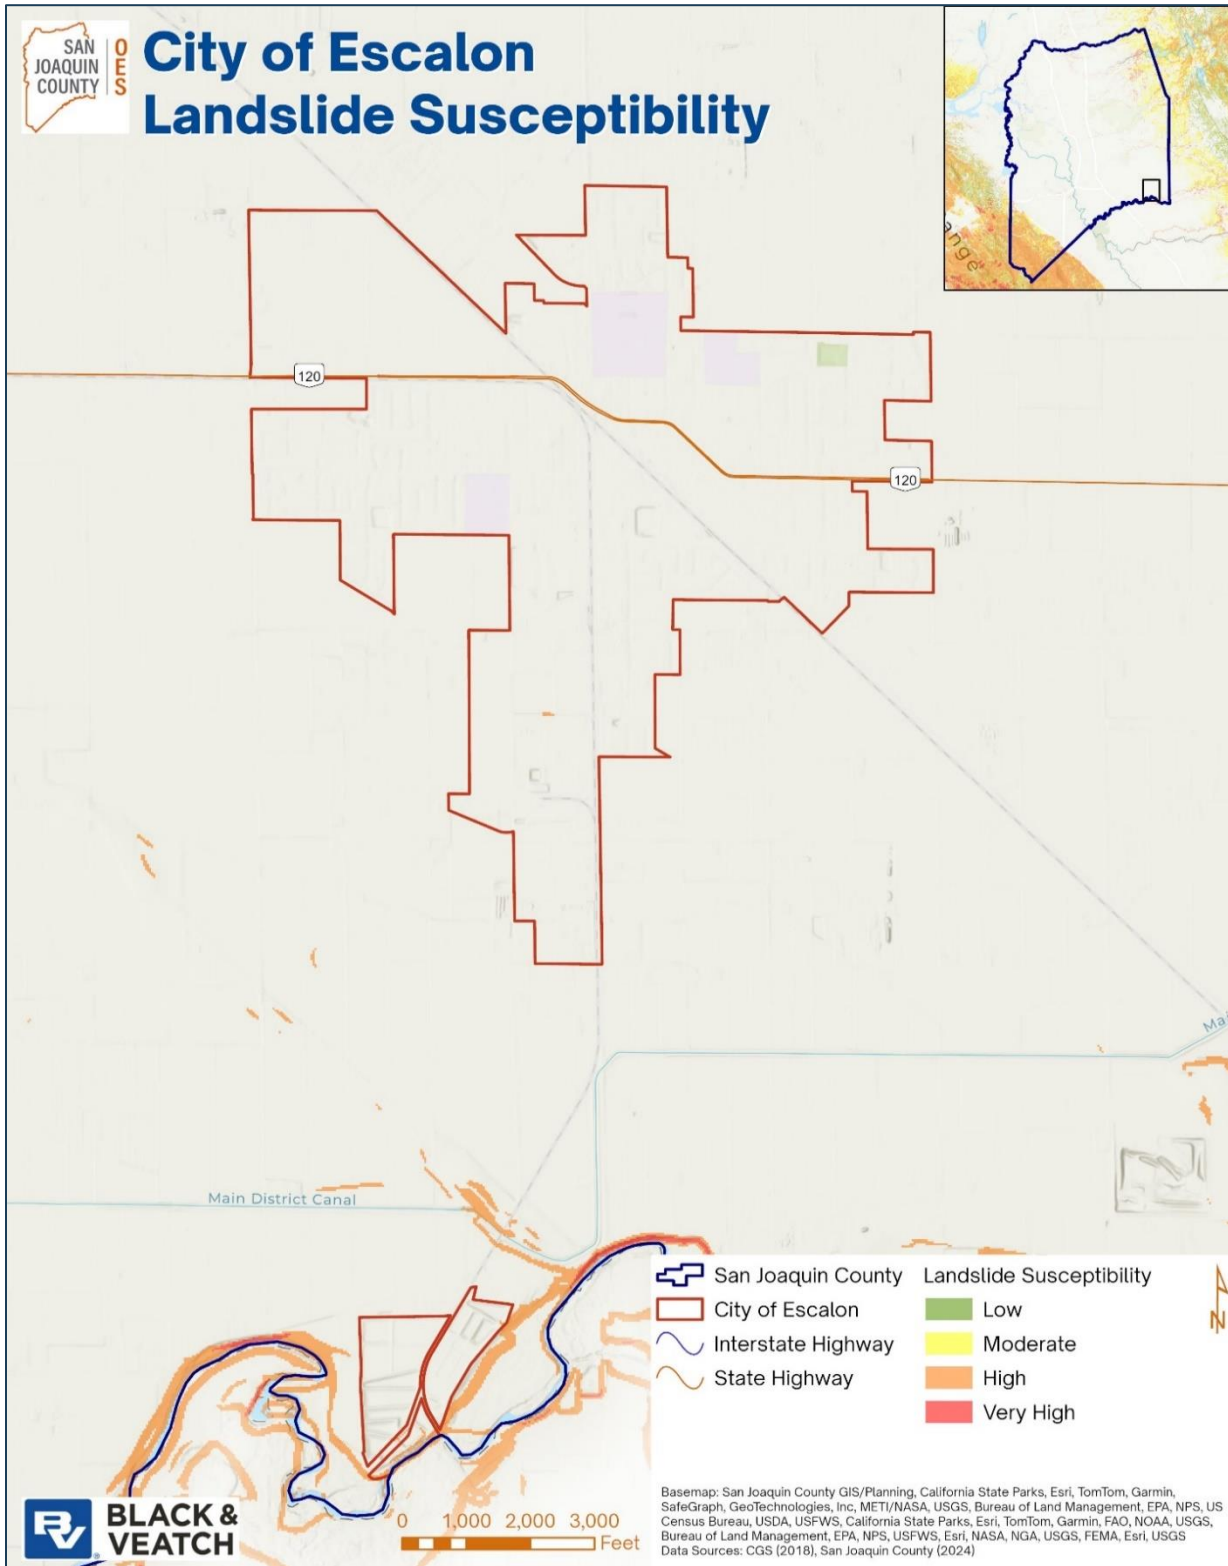 SAN
JOAQUIN
COUNTY
OES
City of Escalon
Landslide Susceptibility
ange
120
120
Mai
Main District Canal
San Joaquin County
City of Escalon
Interstate Highway
State Highway
Landslide Susceptibility
Low
Moderate
High
Very High
N
BV
BLACK &
VEATCH
0 1,000 2,000 3,000
Feet
Basemap: San Joaquin County GIS/Planning, California State Parks, Esri, TomTom, Garmin,
SafeGraph, GeoTechnologies, Inc, METI/NASA, USGS, Bureau of Land Management, EPA, NPS, US
Census Bureau, USDA, USFWS, California State Parks, Esri, TomTom, Garmin, FAO, NOAA, USGS,
Bureau of Land Management, EPA, NPS, USFWS, Esri, NASA, NGA, USGS, FEMA, Esri, USGS
Data Sources: CGS (2018), San Joaquin County (2024)